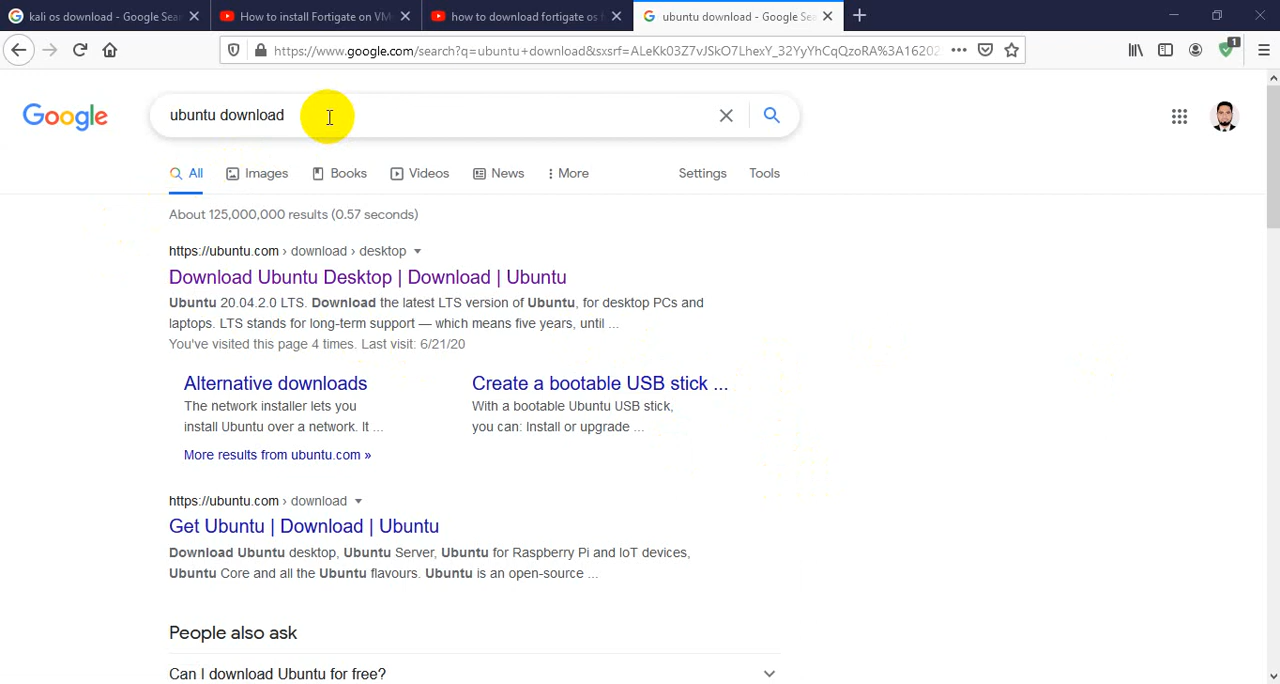 kali os download - Google Sea
How to install Fortigate on VM
how to download fortigate os f
ubuntu download - Google Sea
https://www.google.com/search?q=ubuntu+download&sxsrf=ALeKk03Z7vJSkO7LhexY_32YyYhCqQzoRA%3A16202
1
Google
ubuntu download
All
Images
Books
Videos
News
More
Settings
Tools
About 125,000,000 results (0.57 seconds)
https://ubuntu.com › download › desktop
Download Ubuntu Desktop | Download | Ubuntu
Ubuntu 20.04.2.0 LTS. Download the latest LTS version of Ubuntu, for desktop PCs and
laptops. LTS stands for long-term support — which means five years, until ...
You've visited this page 4 times. Last visit: 6/21/20
Alternative downloads
The network installer lets you
install Ubuntu over a network. It ...
Create a bootable USB stick ...
With a bootable Ubuntu USB stick,
you can: Install or upgrade ...
More results from ubuntu.com »
https://ubuntu.com › download
Get Ubuntu | Download | Ubuntu
Download Ubuntu desktop, Ubuntu Server, Ubuntu for Raspberry Pi and IoT devices,
Ubuntu Core and all the Ubuntu flavours. Ubuntu is an open-source ...
People also ask
Can I download Ubuntu for free?